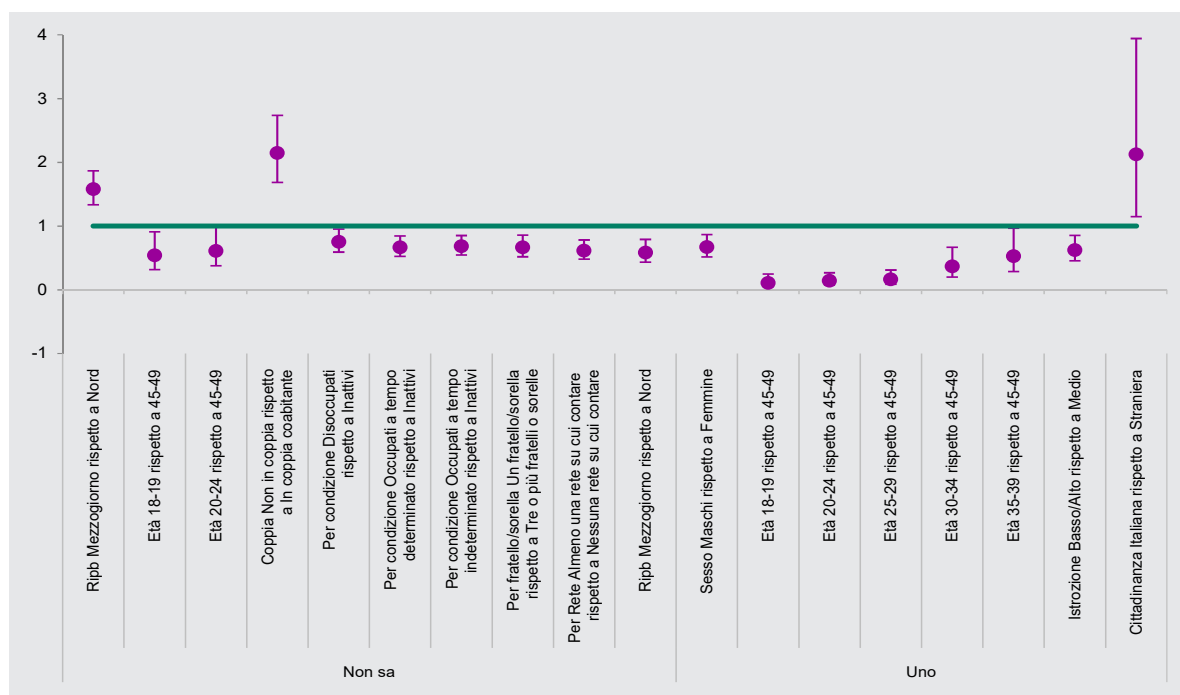 4
3
2
1
0
-1
Ripb Mezzogiorno rispetto a Nord
Età 18-19 rispetto a 45-49
Età 20-24 rispetto a 45-49
Coppia Non in coppia rispetto
a In coppia coabitante
Per condizione Disoccupati
rispetto a Inattivi
Per condizione Occupati a tempo
determinato rispetto a Inattivi
Per condizione Occupati a tempo
indeterminato rispetto a Inattivi
Per fratello/sorella Un fratello/sorella
rispetto a Tre o più fratelli o sorelle
Per Rete Almeno una rete su cui contare
rispetto a Nessuna rete su cui contare
Ripb Mezzogiorno rispetto a Nord
Sesso Maschi rispetto a Femmine
Età 18-19 rispetto a 45-49
Età 20-24 rispetto a 45-49
Età 25-29 rispetto a 45-49
Età 30-34 rispetto a 45-49
Età 35-39 rispetto a 45-49
Istrozione Basso/Alto rispetto a Medio
Cittadinanza Italiana rispetto a Straniera
Non sa
Uno